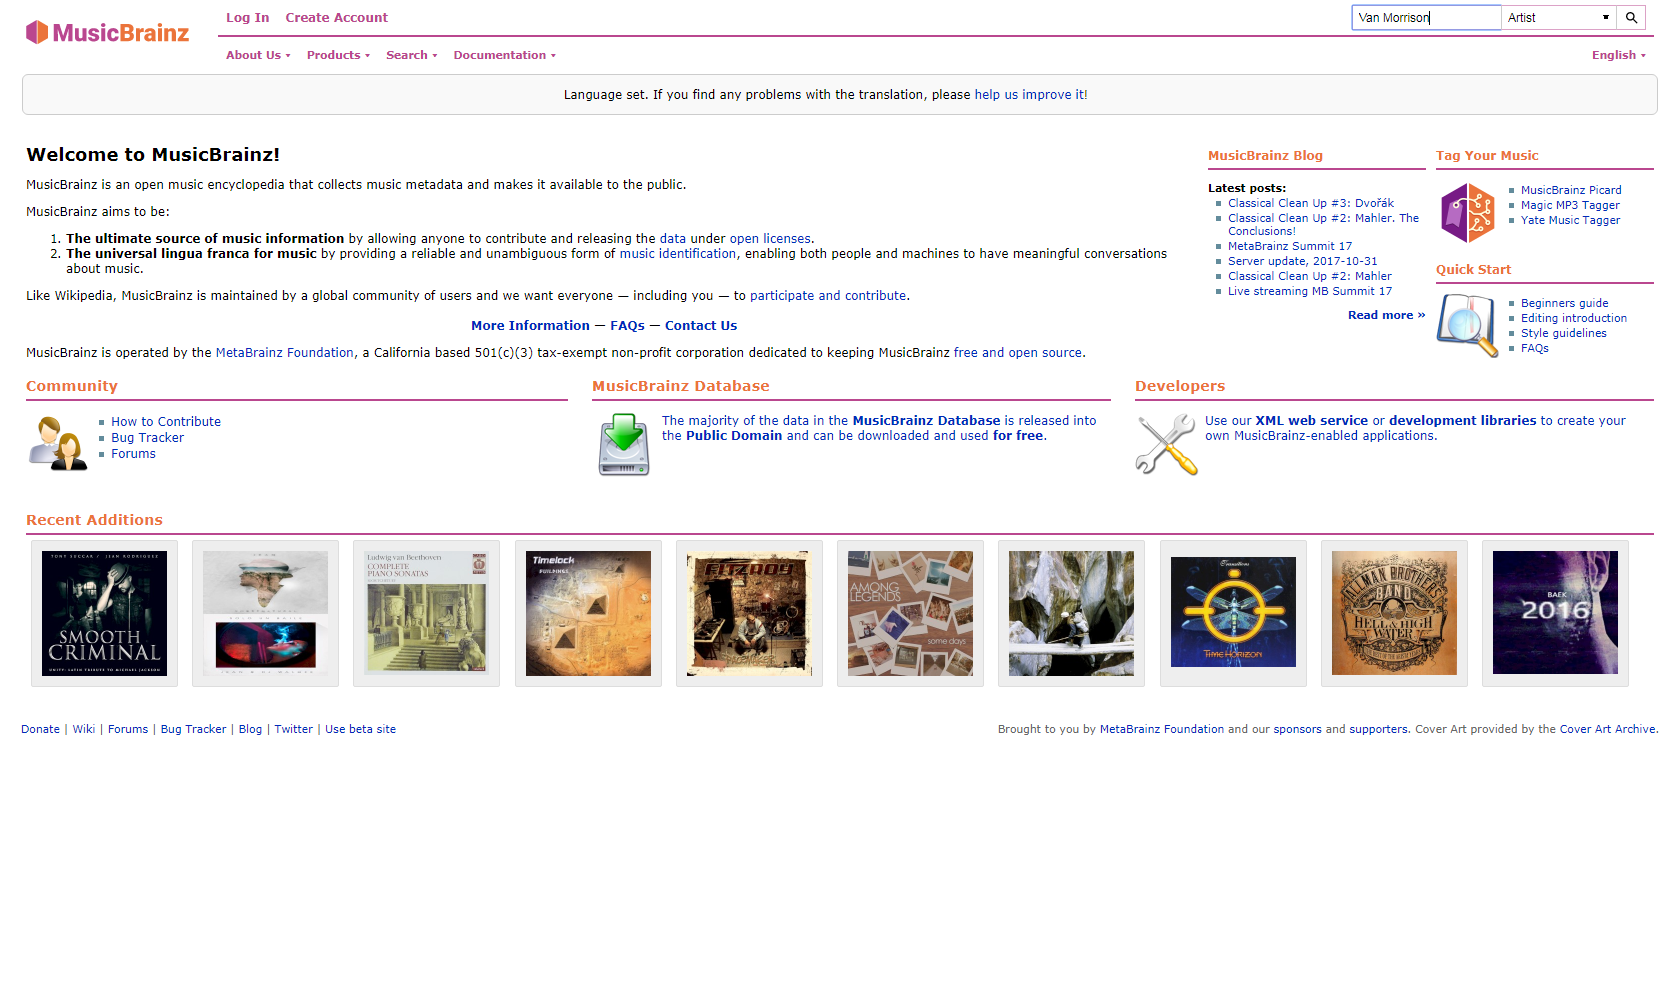 MusicBrainz
Log In Create Account
Van Morrison Artist
About Us Products Search Documentation English
Language set. If you find any problems with the translation, please help us improve it!
Welcome to MusicBrainz!
MusicBrainz is an open music encyclopedia that collects music metadata and makes it available to the public.
MusicBrainz aims to be:
1. The ultimate source of music information by allowing anyone to contribute and releasing the data under open licenses.
2. The universal lingua franca for music by providing a reliable and unambiguous form of music identification, enabling both people and machines to have meaningful conversations
about music.
Like Wikipedia, MusicBrainz is maintained by a global community of users and we want everyone — including you — to participate and contribute.
More Information — FAQs — Contact Us
MusicBrainz is operated by the MetaBrainz Foundation, a California based 501(c)(3) tax-exempt non-profit corporation dedicated to keeping MusicBrainz free and open source.
MusicBrainz Blog
Latest posts:
Classical Clean Up #3: Dvořák
Classical Clean Up #2: Mahler. The
Conclusions!
MetaBrainz Summit 17
Server update, 2017-10-31
Classical Clean Up #2: Mahler
Live streaming MB Summit 17
Read more »
Tag Your Music
MusicBrainz Picard
Magic MP3 Tagger
Yate Music Tagger
Quick Start
Beginners guide
Editing introduction
Style guidelines
FAQs
Community
How to Contribute
Bug Tracker
Forums
MusicBrainz Database
The majority of the data in the MusicBrainz Database is released into
the Public Domain and can be downloaded and used for free.
Developers
Use our XML web service or development libraries to create your
own MusicBrainz-enabled applications.
Recent Additions
TONY SUCCAR / JEAN RODRIGUEZ
SMOOTH
CRIMINAL
UNITY: LATIN TRIBUTE TO MICHAEL JACKSON
Ludwig van Beethoven
COMPLETE
PIANO SONATAS
Timelock
FITZROY
AMONG
LEGENDS
some days
Transitions
TIME HORIZON
ALLMAN BROTHERS
BAND
HELL & HIGH
WATER
BAEK
2016
Donate | Wiki | Forums | Bug Tracker | Blog | Twitter | Use beta site
Brought to you by MetaBrainz Foundation and our sponsors and supporters. Cover Art provided by the Cover Art Archive.